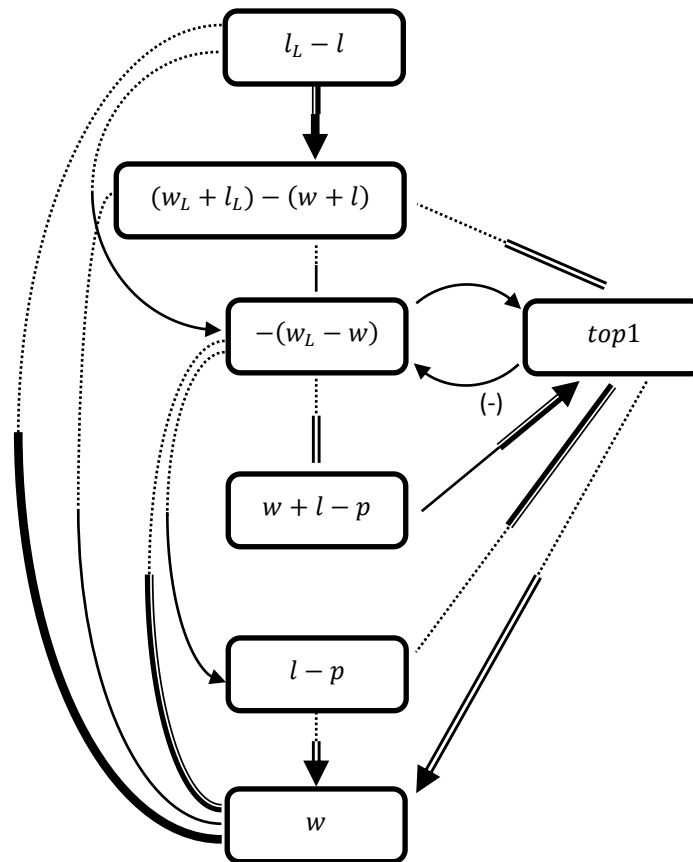 l_L − l
(w_L + l_L) − (w + l)
−(w_L − w)
top1
(-)
w + l − p
l − p
w